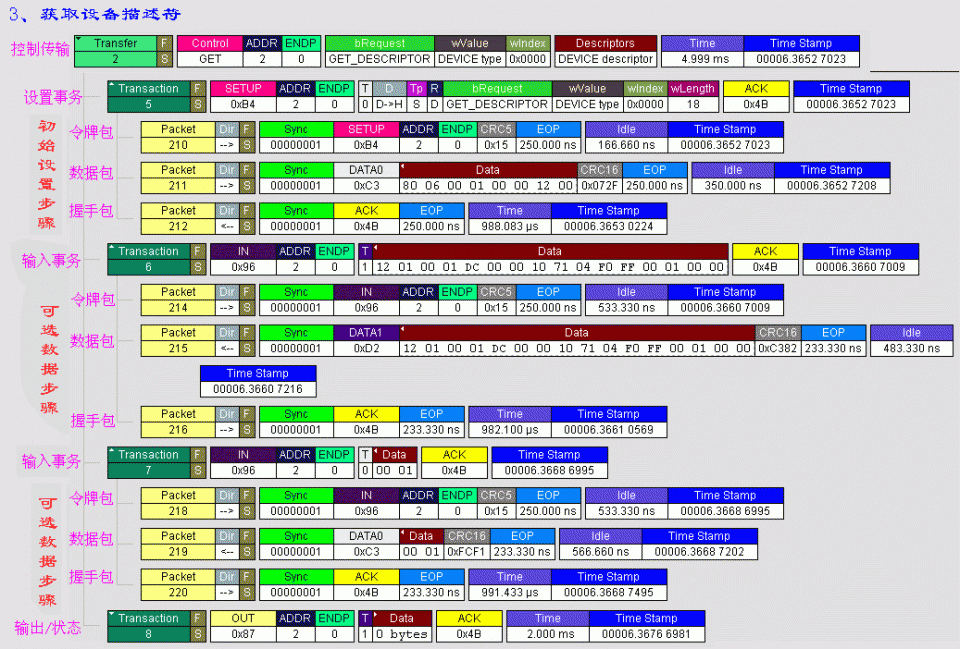 3、获取设备描述符
控制传输 Transfer F Control ADDR ENDP bRequest wValue wIndex Descriptors Time Time Stamp
2 S GET 2 0 GET_DESCRIPTOR DEVICE type 0x0000 DEVICE descriptor 4.999 ms 00006.3652 7023
设置事务 Transaction F SETUP ADDR ENDP T D Tp R bRequest wValue wIndex wLength ACK Time Stamp
5 S 0xB4 2 0 0 D->H S D GET_DESCRIPTOR DEVICE type 0x0000 18 0x4B 00006.3652 7023
初始设置步骤
令牌包 Packet Dir F Sync SETUP ADDR ENDP CRC5 EOP Idle Time Stamp
210 --> S 00000001 0xB4 2 0 0x15 250.000 ns 166.660 ns 00006.3652 7023
数据包 Packet Dir F Sync DATA0 Data CRC16 EOP Idle Time Stamp
211 --> S 00000001 0xC3 80 06 00 01 00 00 12 00 0x072F 250.000 ns 350.000 ns 00006.3652 7208
握手包 Packet Dir F Sync ACK EOP Time Time Stamp
212 <-- S 00000001 0x4B 250.000 ns 988.083 µs 00006.3653 0224
输入事务 Transaction F IN ADDR ENDP T Data ACK Time Stamp
6 S 0x96 2 0 1 12 01 00 01 DC 00 00 10 71 04 F0 FF 00 01 00 00 0x4B 00006.3660 7009
可选数据步骤
令牌包 Packet Dir F Sync IN ADDR ENDP CRC5 EOP Idle Time Stamp
214 --> S 00000001 0x96 2 0 0x15 250.000 ns 533.330 ns 00006.3660 7009
数据包 Packet Dir F Sync DATA1 Data CRC16 EOP Idle
215 <-- S 00000001 0xD2 12 01 00 01 DC 00 00 10 71 04 F0 FF 00 01 00 00 0xC382 233.330 ns 483.330 ns
Time Stamp
00006.3660 7216
握手包 Packet Dir F Sync ACK EOP Time Time Stamp
216 --> S 00000001 0x4B 233.330 ns 982.100 µs 00006.3661 0569
输入事务 Transaction F IN ADDR ENDP T Data ACK Time Stamp
7 S 0x96 2 0 0 00 01 0x4B 00006.3668 6995
可选数据步骤
令牌包 Packet Dir F Sync IN ADDR ENDP CRC5 EOP Idle Time Stamp
218 --> S 00000001 0x96 2 0 0x15 250.000 ns 533.330 ns 00006.3668 6995
数据包 Packet Dir F Sync DATA0 Data CRC16 EOP Idle Time Stamp
219 <-- S 00000001 0xC3 00 01 0xFCF1 233.330 ns 566.660 ns 00006.3668 7202
握手包 Packet Dir F Sync ACK EOP Time Time Stamp
220 --> S 00000001 0x4B 233.330 ns 991.433 µs 00006.3668 7495
输出/状态 Transaction F OUT ADDR ENDP T Data ACK Time Time Stamp
8 S 0x87 2 0 1 0 bytes 0x4B 2.000 ms 00006.3676 6981